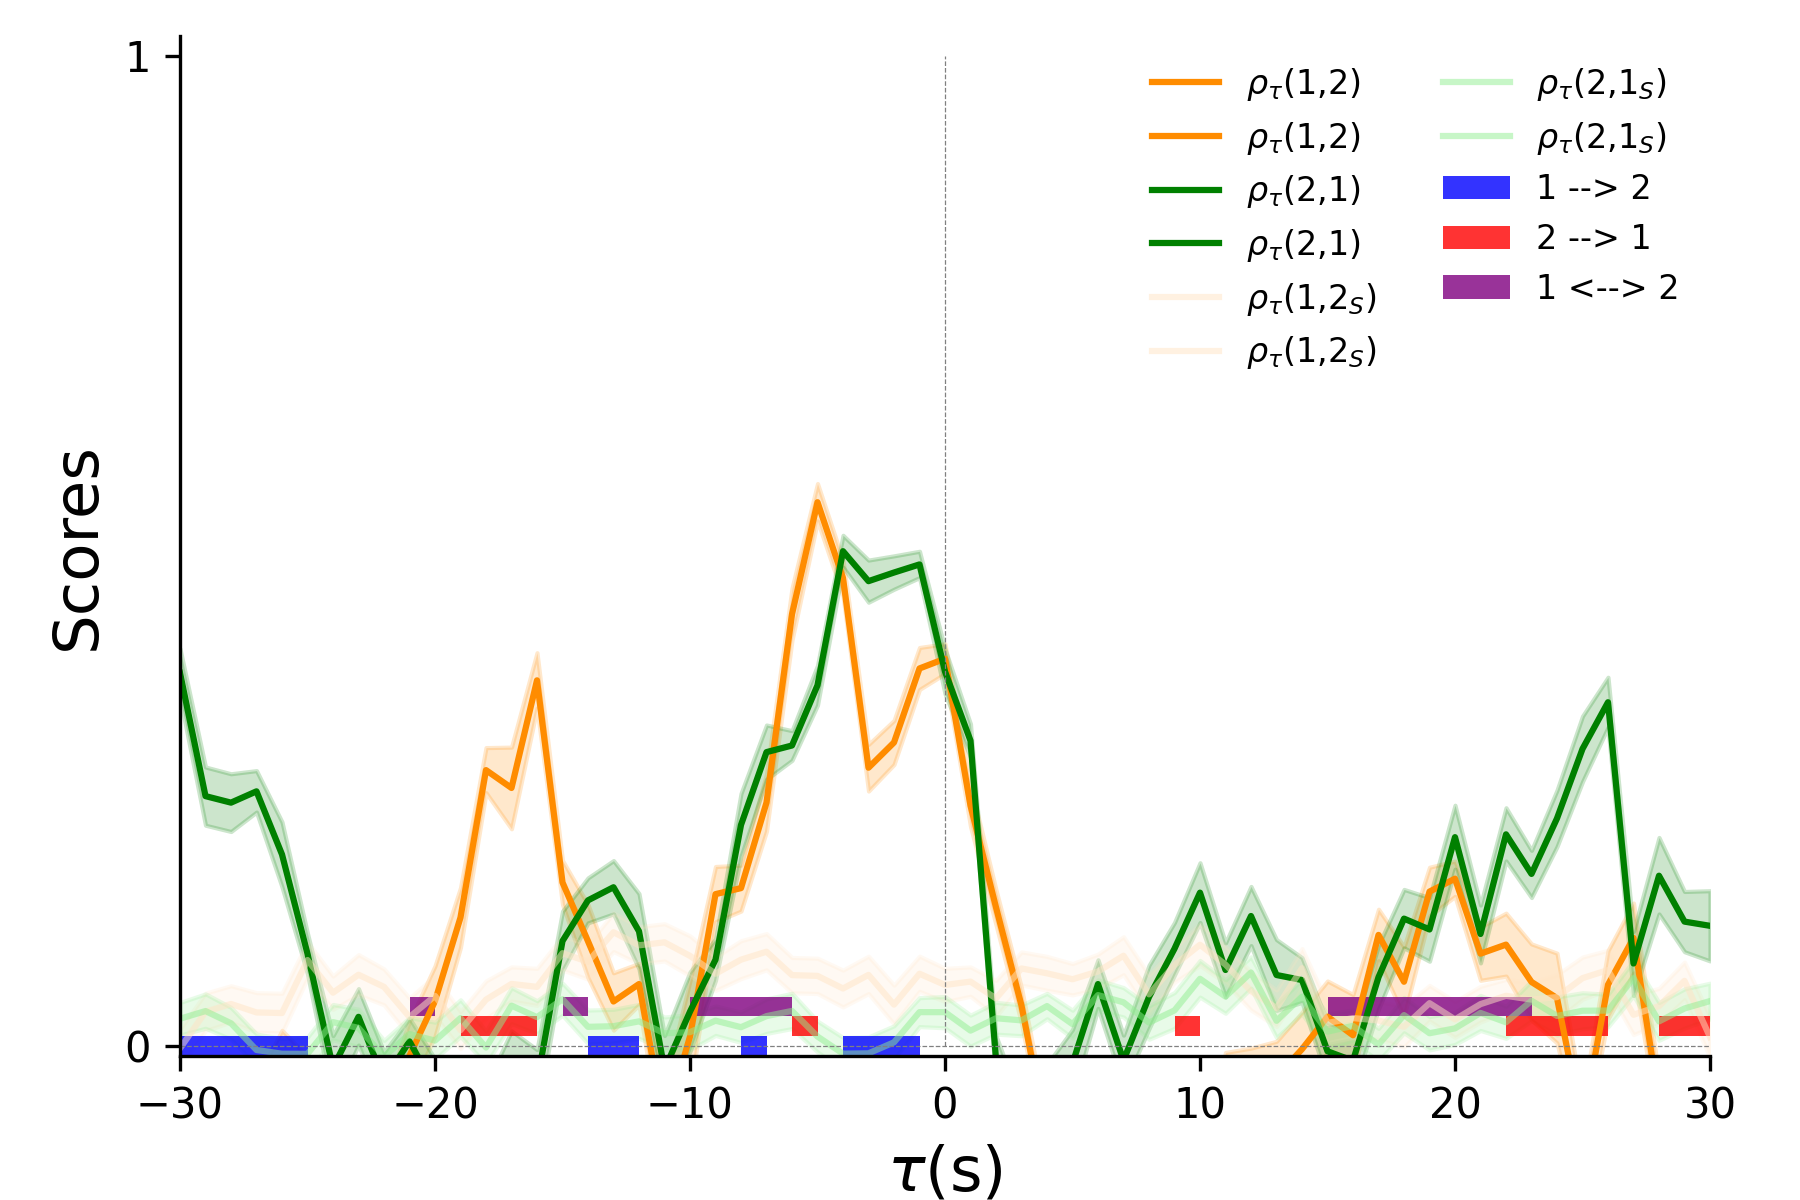 1
ρτ(1,2)
ρτ(1,2)
ρτ(2,1)
ρτ(2,1)
ρτ(1,2S)
ρτ(1,2S)
ρτ(2,1S)
ρτ(2,1S)
1 --> 2
2 --> 1
1 <--> 2
Scores
0
−30 −20 −10 0 10 20 30
τ(s)